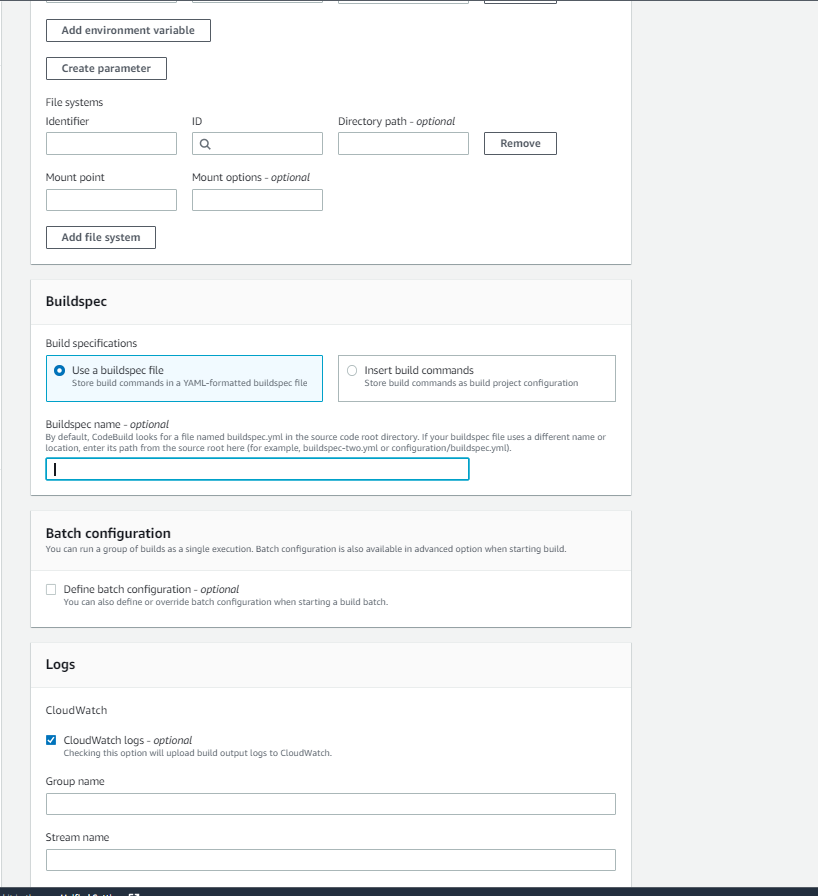 Add environment variable
Create parameter
File systems
Identifier
ID
Directory path - optional
Remove
Mount point
Mount options - optional
Add file system
Buildspec
Build specifications
Use a buildspec file
Store build commands in a YAML-formatted buildspec file
Insert build commands
Store build commands as build project configuration
Buildspec name - optional
By default, CodeBuild looks for a file named buildspec.yml in the source code root directory. If your buildspec file uses a different name or
location, enter its path from the source root here (for example, buildspec-two.yml or configuration/buildspec.yml).
Batch configuration
You can run a group of builds as a single execution. Batch configuration is also available in advanced option when starting build.
Define batch configuration - optional
You can also define or override batch configuration when starting a build batch.
Logs
CloudWatch
CloudWatch logs - optional
Checking this option will upload build output logs to CloudWatch.
Group name
Stream name